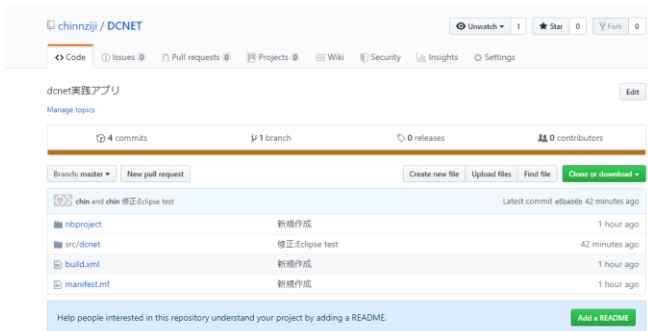 chinnziji / DCNET
Unwatch 1 Star 0 Fork 0
Code Issues 0 Pull requests 0 Projects 0 Wiki Security Insights Settings
dcnet実践アプリ Edit
Manage topics
4 commits 1 branch 0 releases 0 contributors
Branch: master New pull request Create new file Upload files Find file Clone or download
chin and chin 修正:Eclipse test Latest commit e8bab6b 42 minutes ago
nbproject 新規作成 1 hour ago
src/dcnet 修正:Eclipse test 42 minutes ago
build.xml 新規作成 1 hour ago
manifest.mf 新規作成 1 hour ago
Help people interested in this repository understand your project by adding a README. Add a README